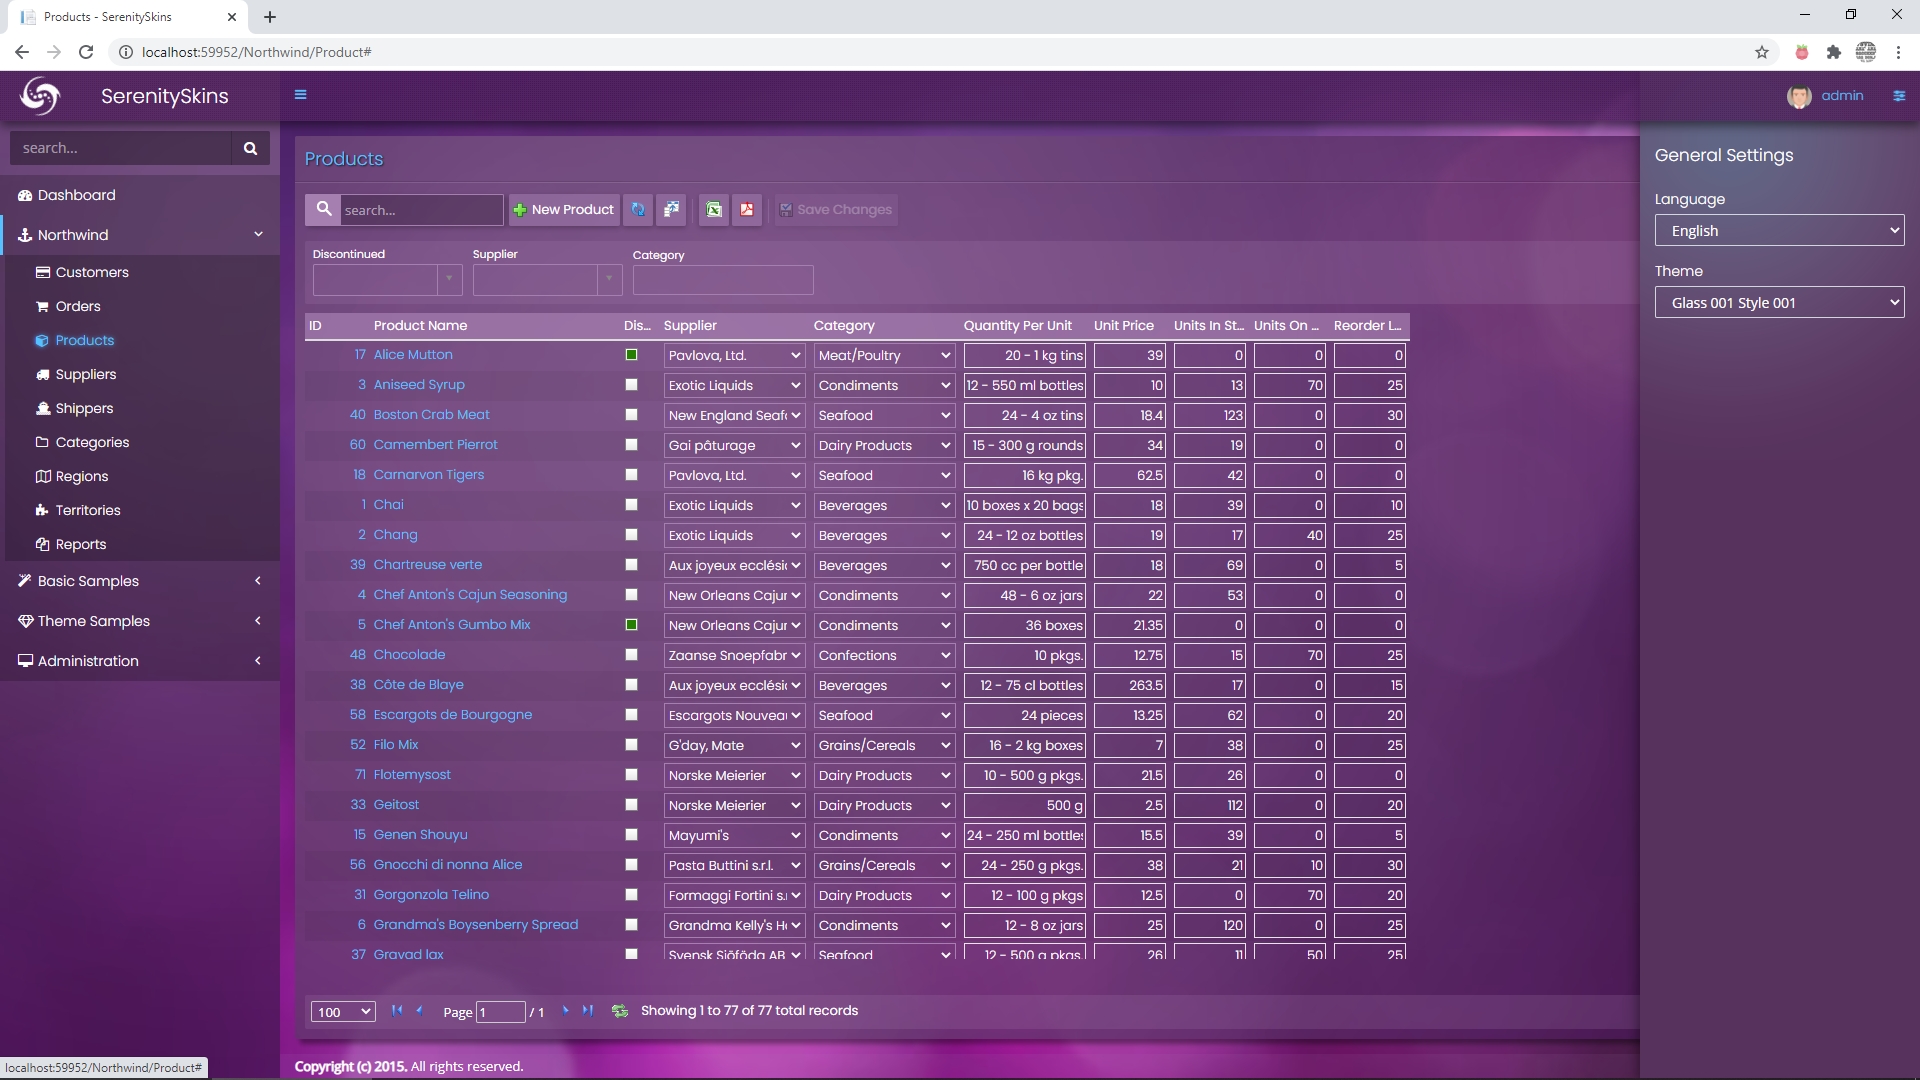 Products - SerenitySkins
localhost:59952/Northwind/Product#
SerenitySkins
admin
search...
Dashboard
Northwind
Customers
Orders
Products
Suppliers
Shippers
Categories
Regions
Territories
Reports
Basic Samples
Theme Samples
Administration
Products
search...
New Product
Save Changes
Discontinued
Supplier
Category
ID Product Name Dis... Supplier Category Quantity Per Unit Unit Price Units In St... Units On ... Reorder L...
17 Alice Mutton Pavlova, Ltd. Meat/Poultry 20 - 1 kg tins 39 0 0 0
3 Aniseed Syrup Exotic Liquids Condiments 12 - 550 ml bottles 10 13 70 25
40 Boston Crab Meat New England Seaf Seafood 24 - 4 oz tins 18.4 123 0 30
60 Camembert Pierrot Gai pâturage Dairy Products 15 - 300 g rounds 34 19 0 0
18 Carnarvon Tigers Pavlova, Ltd. Seafood 16 kg pkg. 62.5 42 0 0
1 Chai Exotic Liquids Beverages 10 boxes x 20 bags 18 39 0 10
2 Chang Exotic Liquids Beverages 24 - 12 oz bottles 19 17 40 25
39 Chartreuse verte Aux joyeux ecclési Beverages 750 cc per bottle 18 69 0 5
4 Chef Anton's Cajun Seasoning New Orleans Cajur Condiments 48 - 6 oz jars 22 53 0 0
5 Chef Anton's Gumbo Mix New Orleans Cajur Condiments 36 boxes 21.35 0 0 0
48 Chocolade Zaanse Snoepfabr Confections 10 pkgs. 12.75 15 70 25
38 Côte de Blaye Aux joyeux ecclési Beverages 12 - 75 cl bottles 263.5 17 0 15
58 Escargots de Bourgogne Escargots Nouvea Seafood 24 pieces 13.25 62 0 20
52 Filo Mix G'day, Mate Grains/Cereals 16 - 2 kg boxes 7 38 0 25
71 Flotemysost Norske Meierier Dairy Products 10 - 500 g pkgs. 21.5 26 0 0
33 Geitost Norske Meierier Dairy Products 500 g 2.5 112 0 20
15 Genen Shouyu Mayumi's Condiments 24 - 250 ml bottles 15.5 39 0 5
56 Gnocchi di nonna Alice Pasta Buttini s.r.l. Grains/Cereals 24 - 250 g pkgs. 38 21 10 30
31 Gorgonzola Telino Formaggi Fortini s. Dairy Products 12 - 100 g pkgs 12.5 0 70 20
6 Grandma's Boysenberry Spread Grandma Kelly's H Condiments 12 - 8 oz jars 25 120 0 25
37 Gravad lax Svensk Sjöföda AB Seafood 12 - 500 g pkgs. 26 11 50 25
100 Page 1 / 1 Showing 1 to 77 of 77 total records
Copyright (c) 2015. All rights reserved.
General Settings
Language
English
Theme
Glass 001 Style 001
localhost:59952/Northwind/Product#